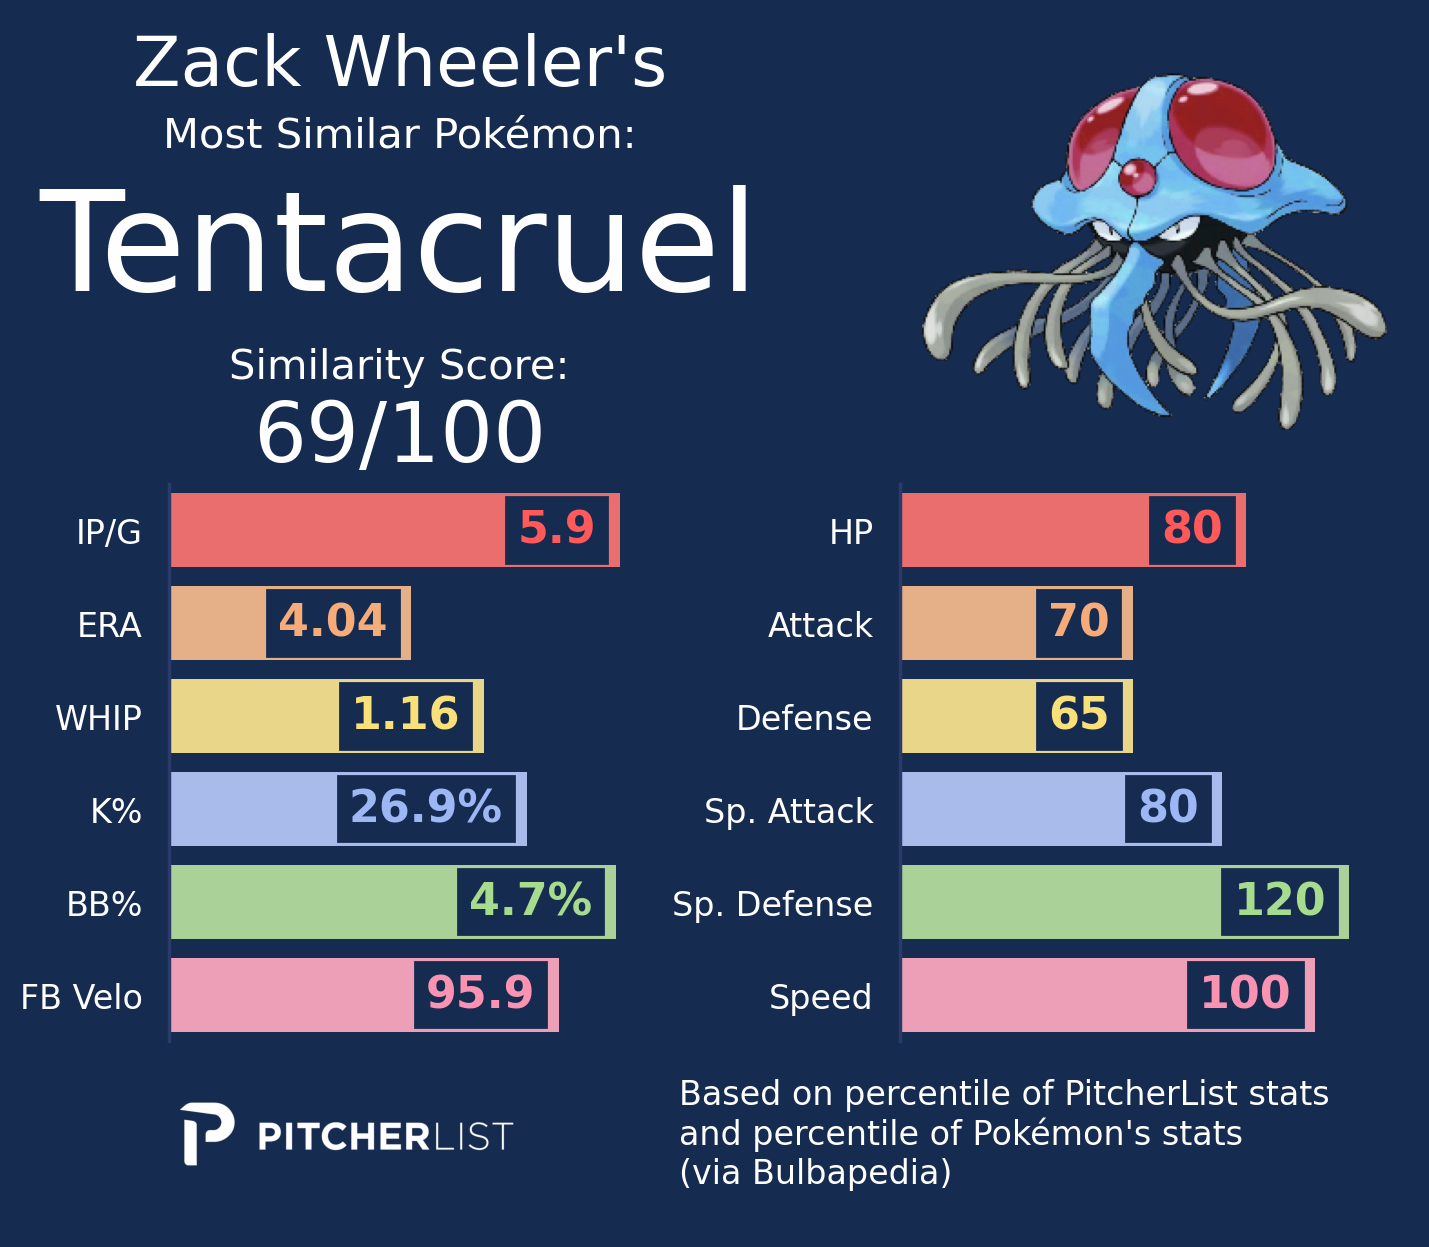 Zack Wheeler's
Most Similar Pokémon:
Tentacruel
Similarity Score:
69/100
IP/G 5.9
ERA 4.04
WHIP 1.16
K% 26.9%
BB% 4.7%
FB Velo 95.9
HP 80
Attack 70
Defense 65
Sp. Attack 80
Sp. Defense 120
Speed 100
PITCHERLIST
Based on percentile of PitcherList stats
and percentile of Pokémon's stats
(via Bulbapedia)